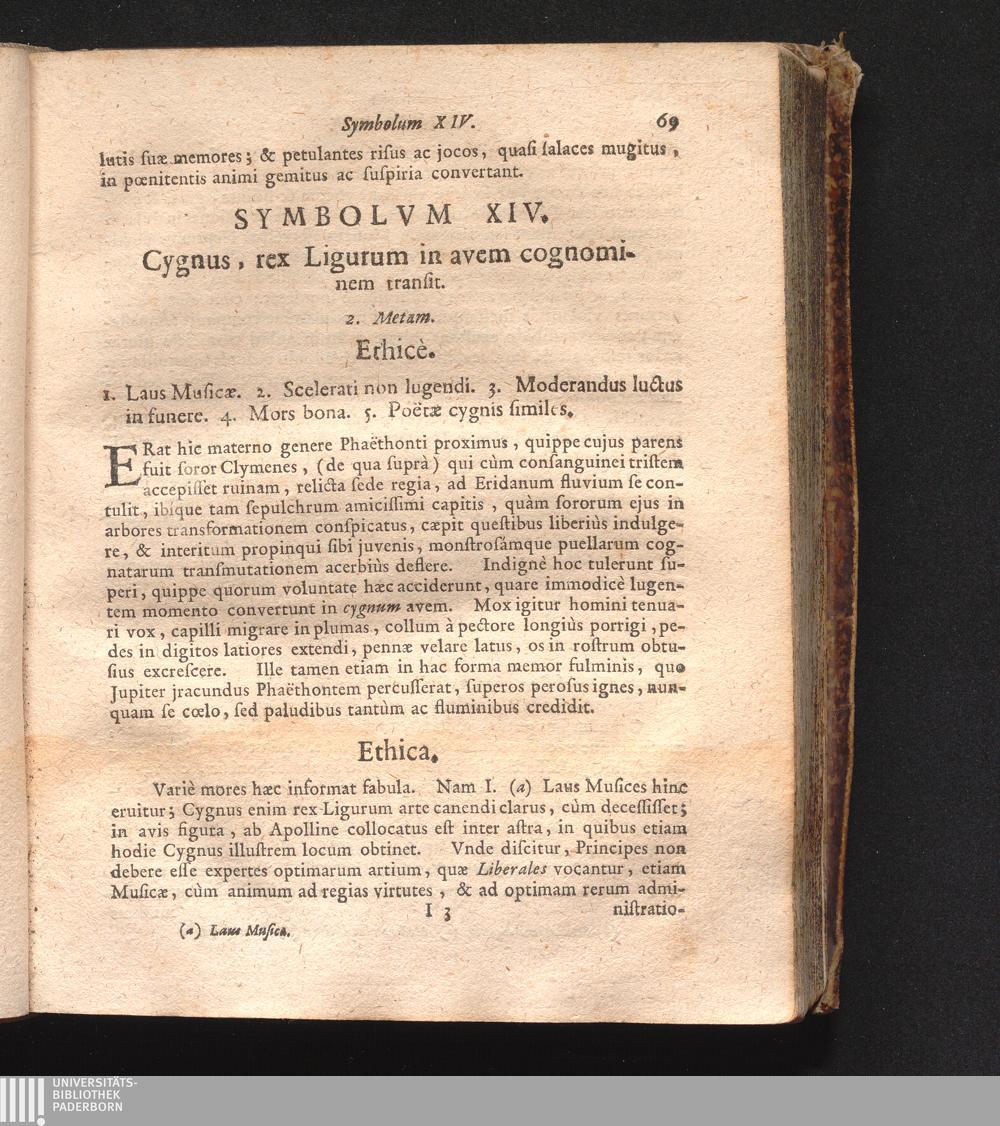 Symbolum XIV. 69
lutis ſuæ memores; & petulantes riſus ac jocos, quaſi ſalaces mugitus,
in pœnitentis animi gemitus ac ſuſpiria convertant.
SYMBOLVM XIV.
Cygnus, rex Ligurum in avem cognomi-
nem tranſit.
2. Metam.
Ethicè.
1. Laus Muſicæ. 2. Scelerati non lugendi. 3. Moderandus luctus
in funere. 4. Mors bona. 5. Poëtæ cygnis ſimiles.
ERat hic materno genere Phaëthonti proximus, quippe cujus parens
fuit ſoror Clymenes, (de qua ſuprà) qui cùm conſanguinei triſtem
accepiſſet ruinam, relicta ſede regia, ad Eridanum fluvium ſe con-
tulit, ibique tam ſepulchrum amiciſſimi capitis, quàm ſororum ejus in
arbores transformationem conſpicatus, cæpit queſtibus liberiùs indulge-
re, & interitum propinqui ſibi juvenis, monſtroſámque puellarum cog-
natarum tranſmutationem acerbiùs deflere. Indignè hoc tulerunt ſu-
peri, quippe quorum voluntate hæc acciderunt, quare immodicè lugen-
tem momento convertunt in cygnum avem. Mox igitur homini tenua-
ri vox, capilli migrare in plumas, collum à pectore longiùs porrigi, pe-
des in digitos latiores extendi, pennæ velare latus, os in roſtrum obtu-
ſius excreſcere. Ille tamen etiam in hac forma memor fulminis, quo
Jupiter jracundus Phaëthontem percuſſerat, ſuperos peroſus ignes, nun-
quam ſe cœlo, ſed paludibus tantùm ac fluminibus credidit.
Ethica.
Variè mores hæc informat fabula. Nam I. (a) Laus Muſices hinc
eruitur; Cygnus enim rex Ligurum arte canendi clarus, cùm deceſſiſſet;
in avis figura, ab Apolline collocatus eſt inter aſtra, in quibus etiam
hodie Cygnus illuſtrem locum obtinet. Vnde diſcitur, Principes non
debere eſſe expertes optimarum artium, quæ Liberales vocantur, etiam
Muſicæ, cùm animum ad regias virtutes, & ad optimam rerum admi-
I 3 niſtratio-
(a) Laus Muſica.
UNIVERSITÄTS-
BIBLIOTHEK
PADERBORN